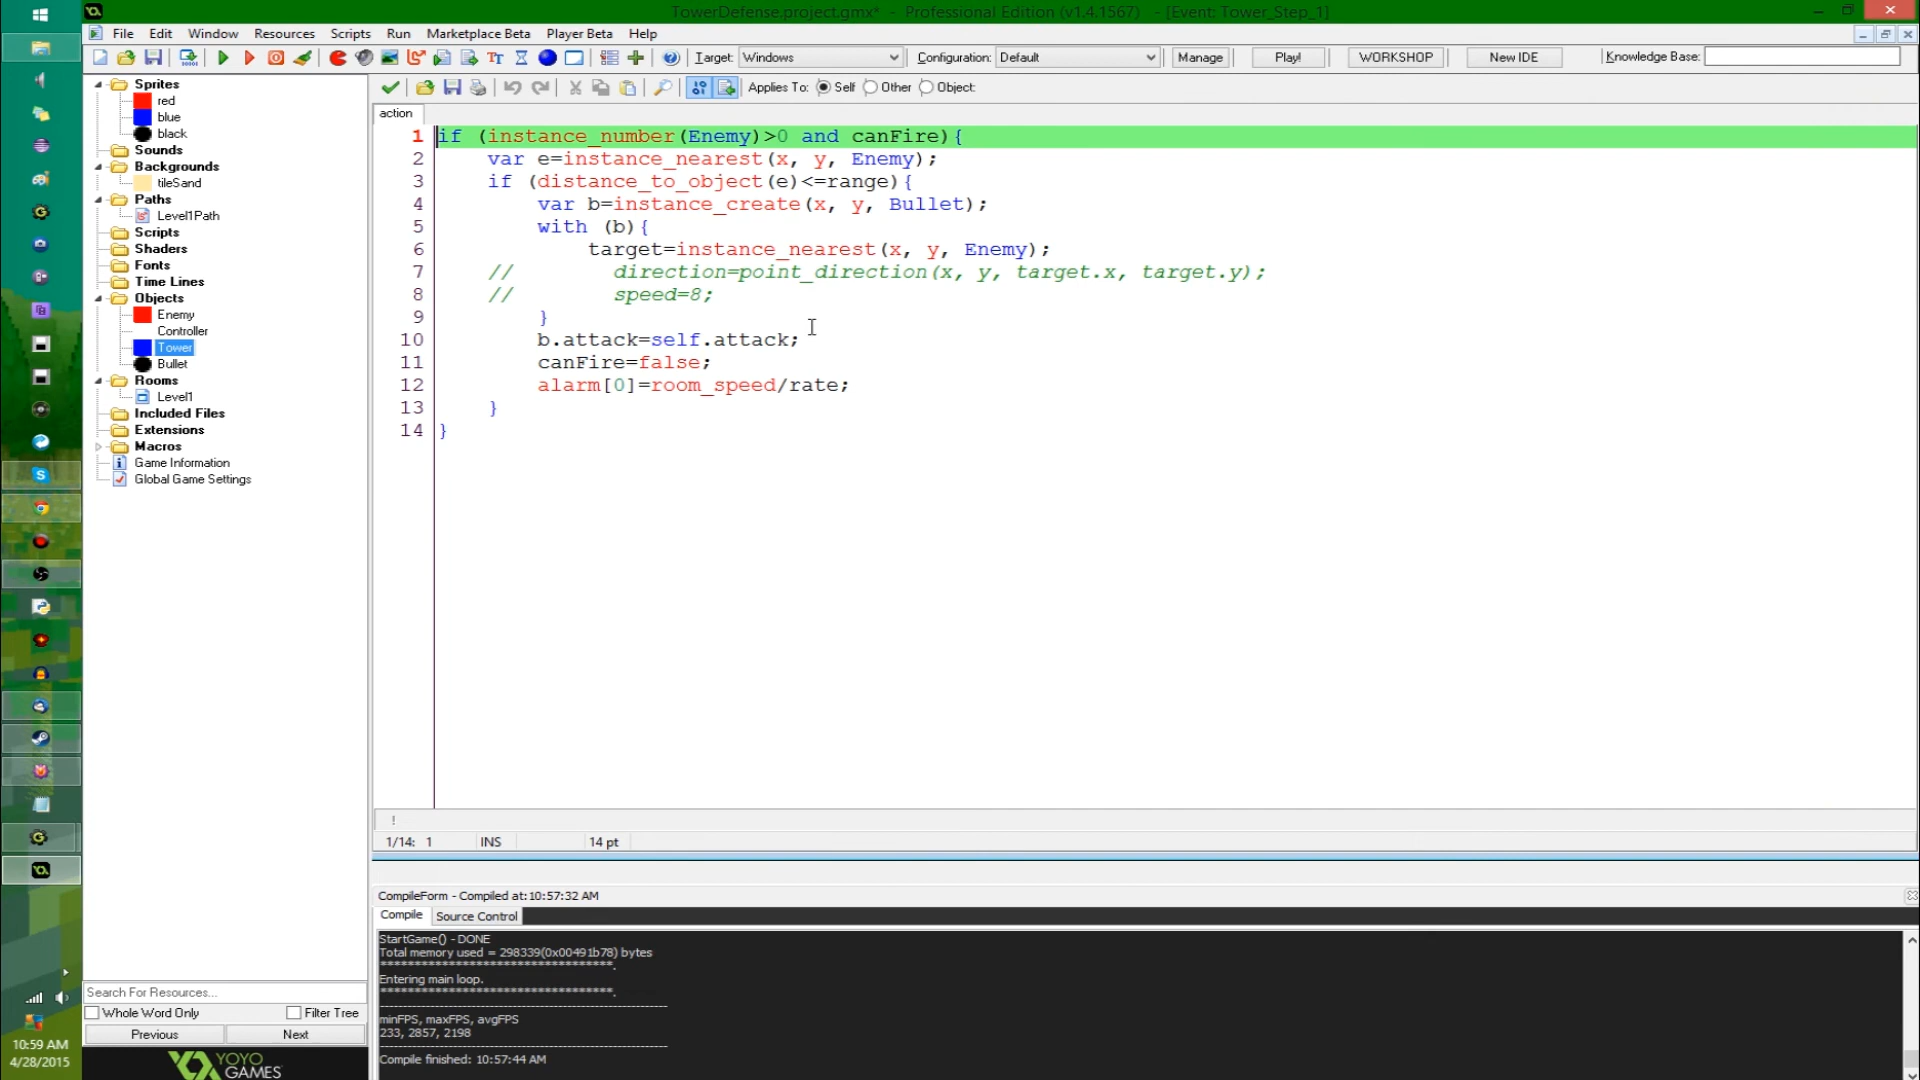 TowerDefense.project.gmx* - Professional Edition (v1.4.1567) - [Event: Tower_Step_1]
File Edit Window Resources Scripts Run Marketplace Beta Player Beta Help
Target: Windows Configuration: Default Manage Play! WORKSHOP New IDE Knowledge Base:
Applies To: Self Other Object:
action
Sprites
red
blue
black
Sounds
Backgrounds
tileSand
Paths
Level1Path
Scripts
Shaders
Fonts
Time Lines
Objects
Enemy
Controller
Tower
Bullet
Rooms
Level1
Included Files
Extensions
Macros
Game Information
Global Game Settings
1 if (instance_number(Enemy)>0 and canFire){
2 var e=instance_nearest(x, y, Enemy);
3 if (distance_to_object(e)<=range){
4 var b=instance_create(x, y, Bullet);
5 with (b){
6 target=instance_nearest(x, y, Enemy);
7 // direction=point_direction(x, y, target.x, target.y);
8 // speed=8;
9 }
10 b.attack=self.attack;
11 canFire=false;
12 alarm[0]=room_speed/rate;
13 }
14 }
!
1/14: 1 INS 14 pt
CompileForm - Compiled at:10:57:32 AM
Compile Source Control
StartGame() - DONE
Total memory used = 298339(0x00491b78) bytes
***********************************.
Entering main loop.
***********************************.
minFPS, maxFPS, avgFPS
233, 2857, 2198
Compile finished: 10:57:44 AM
Search For Resources...
Whole Word Only Filter Tree
Previous Next
YOYO
GAMES
10:59 AM
4/28/2015